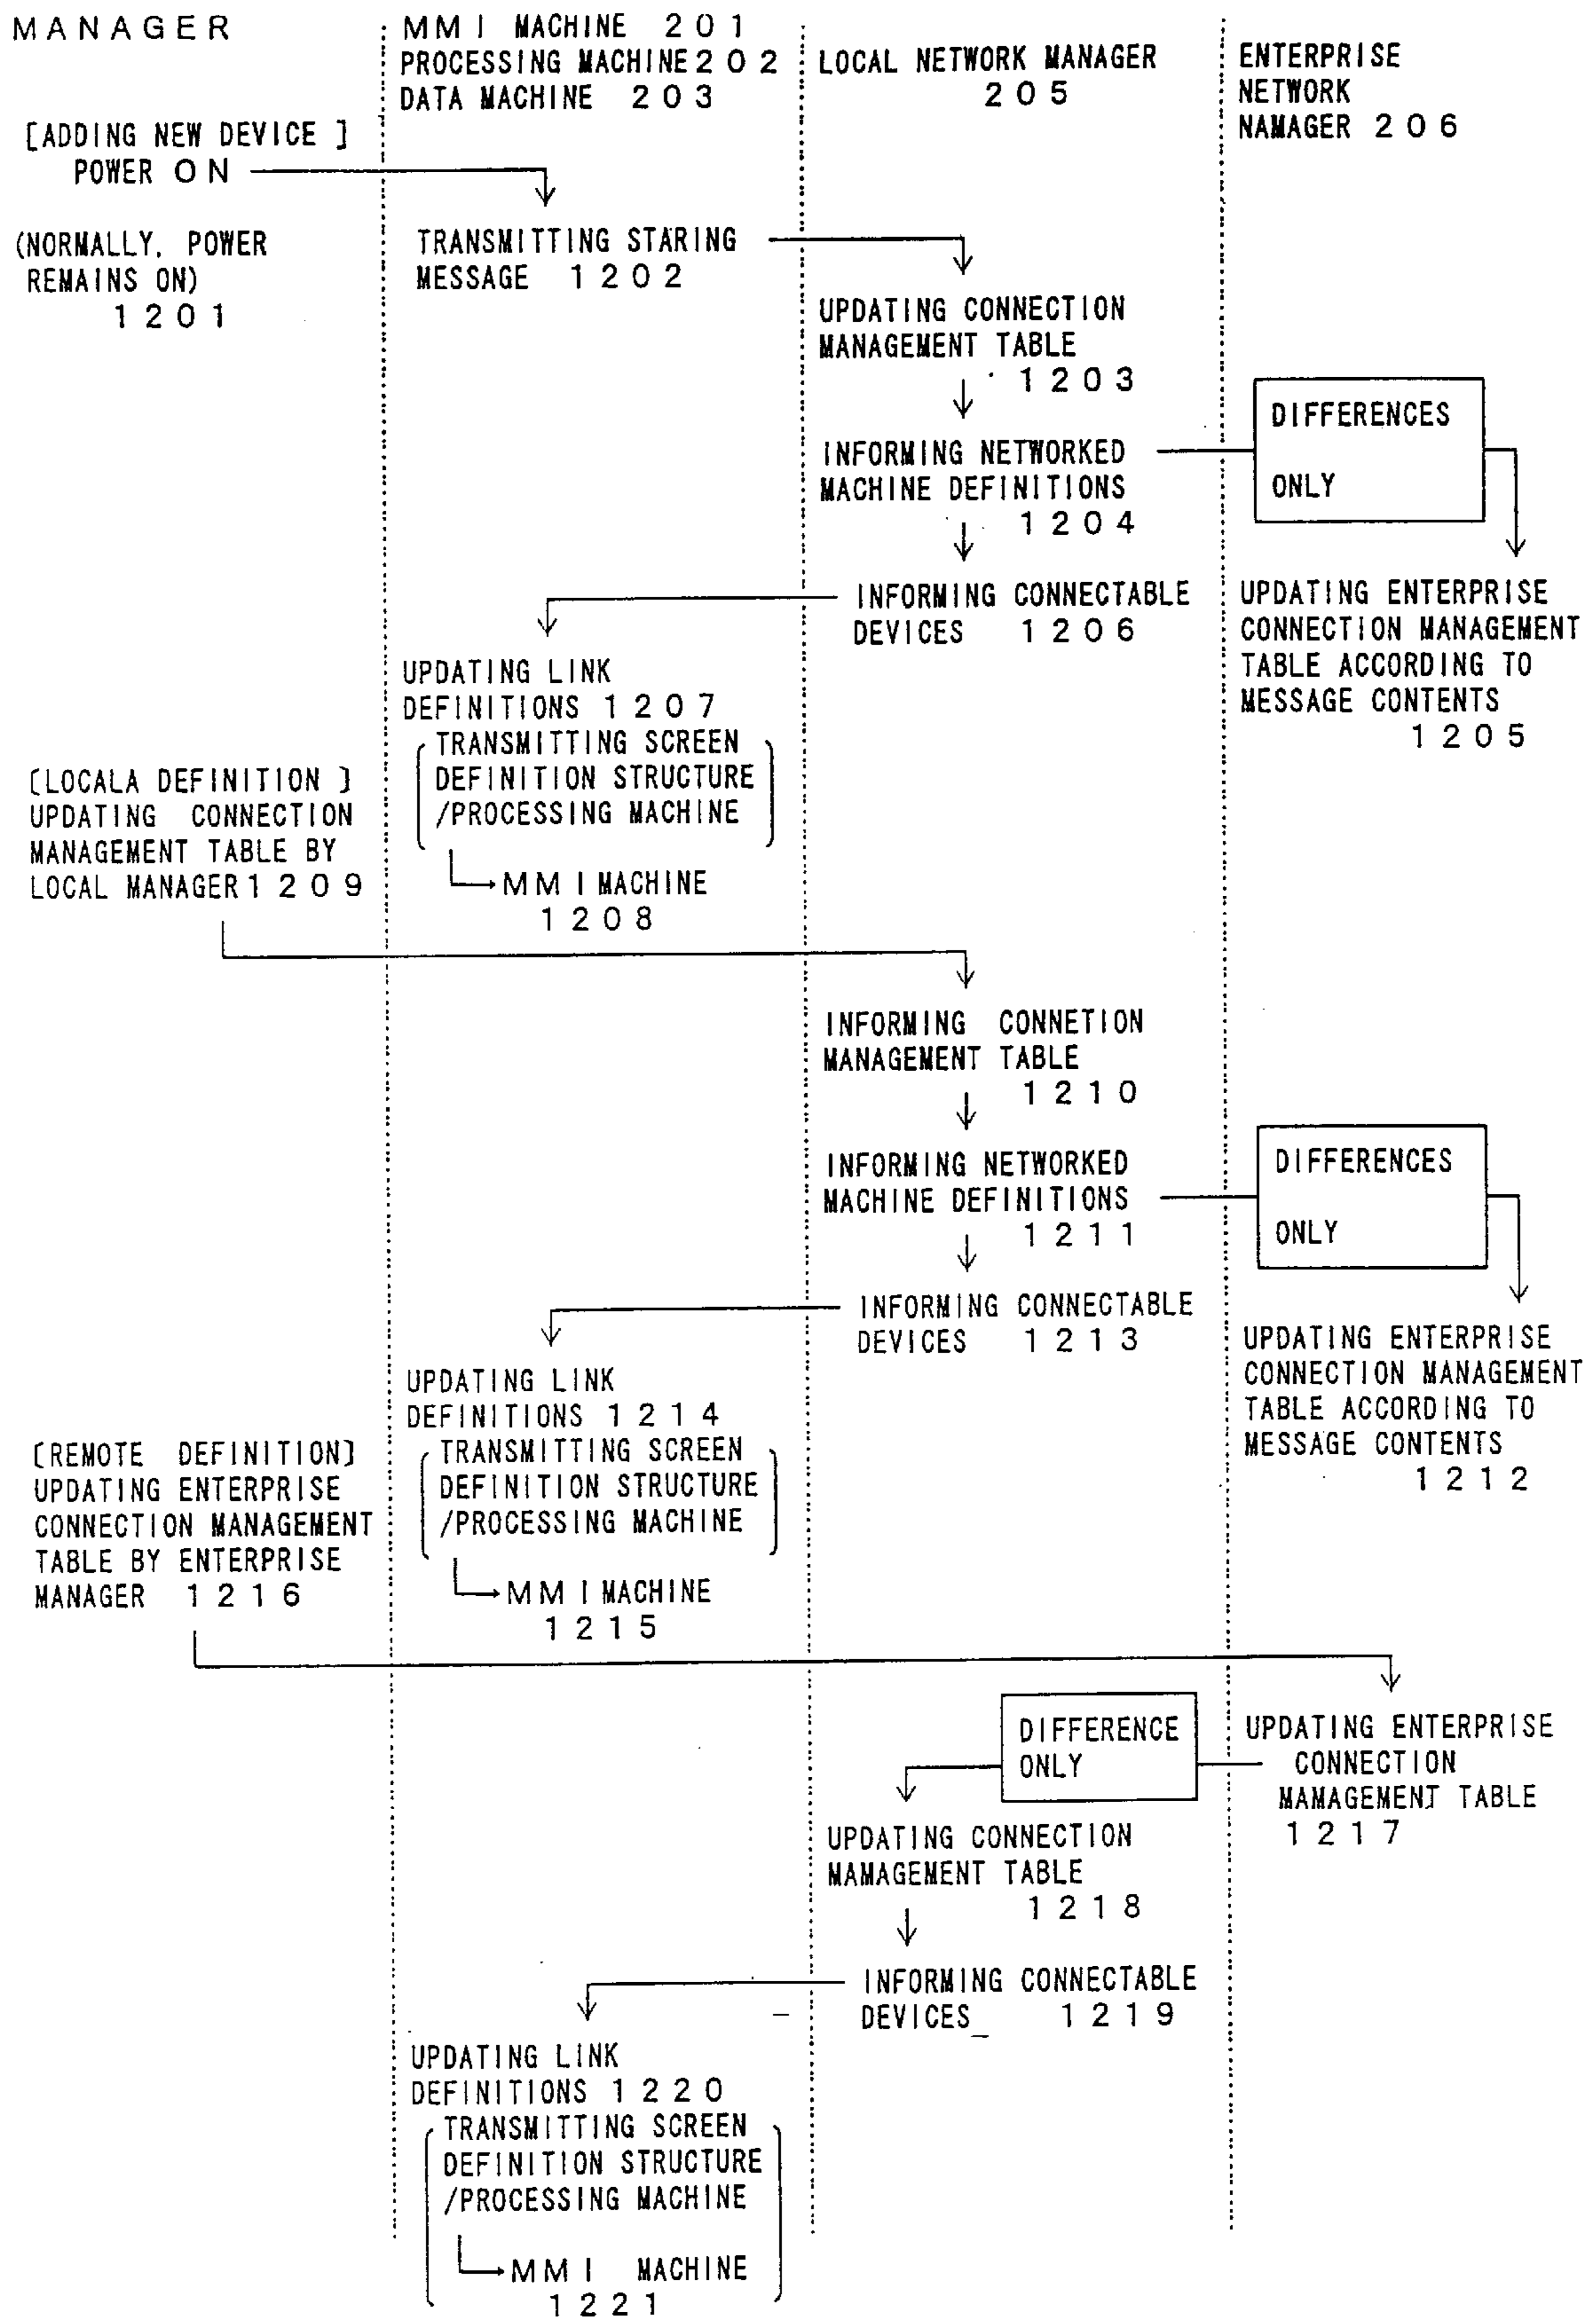 MANAGER
MMI MACHINE 201
PROCESSING MACHINE 202
DATA MACHINE 203
LOCAL NETWORK MANAGER
205
ENTERPRISE
NETWORK
NAMAGER 206
[ADDING NEW DEVICE ]
POWER ON
(NORMALLY, POWER
REMAINS ON)
1201
TRANSMITTING STARING
MESSAGE 1202
UPDATING CONNECTION
MANAGEMENT TABLE
1203
INFORMING NETWORKED
MACHINE DEFINITIONS
1204
DIFFERENCES
ONLY
INFORMING CONNECTABLE
DEVICES 1206
UPDATING ENTERPRISE
CONNECTION MANAGEMENT
TABLE ACCORDING TO
MESSAGE CONTENTS
1205
UPDATING LINK
DEFINITIONS 1207
TRANSMITTING SCREEN
DEFINITION STRUCTURE
/PROCESSING MACHINE
MMI MACHINE
1208
[LOCALA DEFINITION ]
UPDATING CONNECTION
MANAGEMENT TABLE BY
LOCAL MANAGER 1209
INFORMING CONNETION
MANAGEMENT TABLE
1210
INFORMING NETWORKED
MACHINE DEFINITIONS
1211
DIFFERENCES
ONLY
INFORMING CONNECTABLE
DEVICES 1213
UPDATING ENTERPRISE
CONNECTION MANAGEMENT
TABLE ACCORDING TO
MESSAGE CONTENTS
1212
UPDATING LINK
DEFINITIONS 1214
TRANSMITTING SCREEN
DEFINITION STRUCTURE
/PROCESSING MACHINE
MMI MACHINE
1215
[REMOTE DEFINITION]
UPDATING ENTERPRISE
CONNECTION MANAGEMENT
TABLE BY ENTERPRISE
MANAGER 1216
UPDATING ENTERPRISE
CONNECTION
MAMAGEMENT TABLE
1217
DIFFERENCE
ONLY
UPDATING CONNECTION
MAMAGEMENT TABLE
1218
INFORMING CONNECTABLE
DEVICES 1219
UPDATING LINK
DEFINITIONS 1220
TRANSMITTING SCREEN
DEFINITION STRUCTURE
/PROCESSING MACHINE
MMI MACHINE
1221